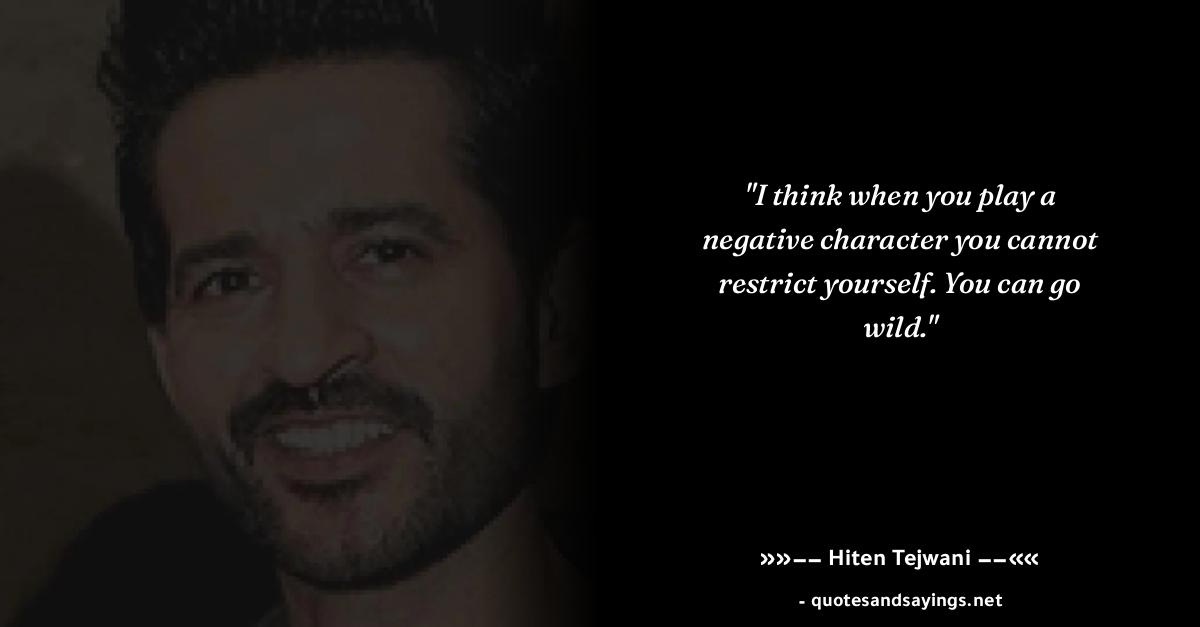 "I think when you play a
negative character you cannot
restrict yourself. You can go
wild."
»»–– Hiten Tejwani ––««
- quotesandsayings.net